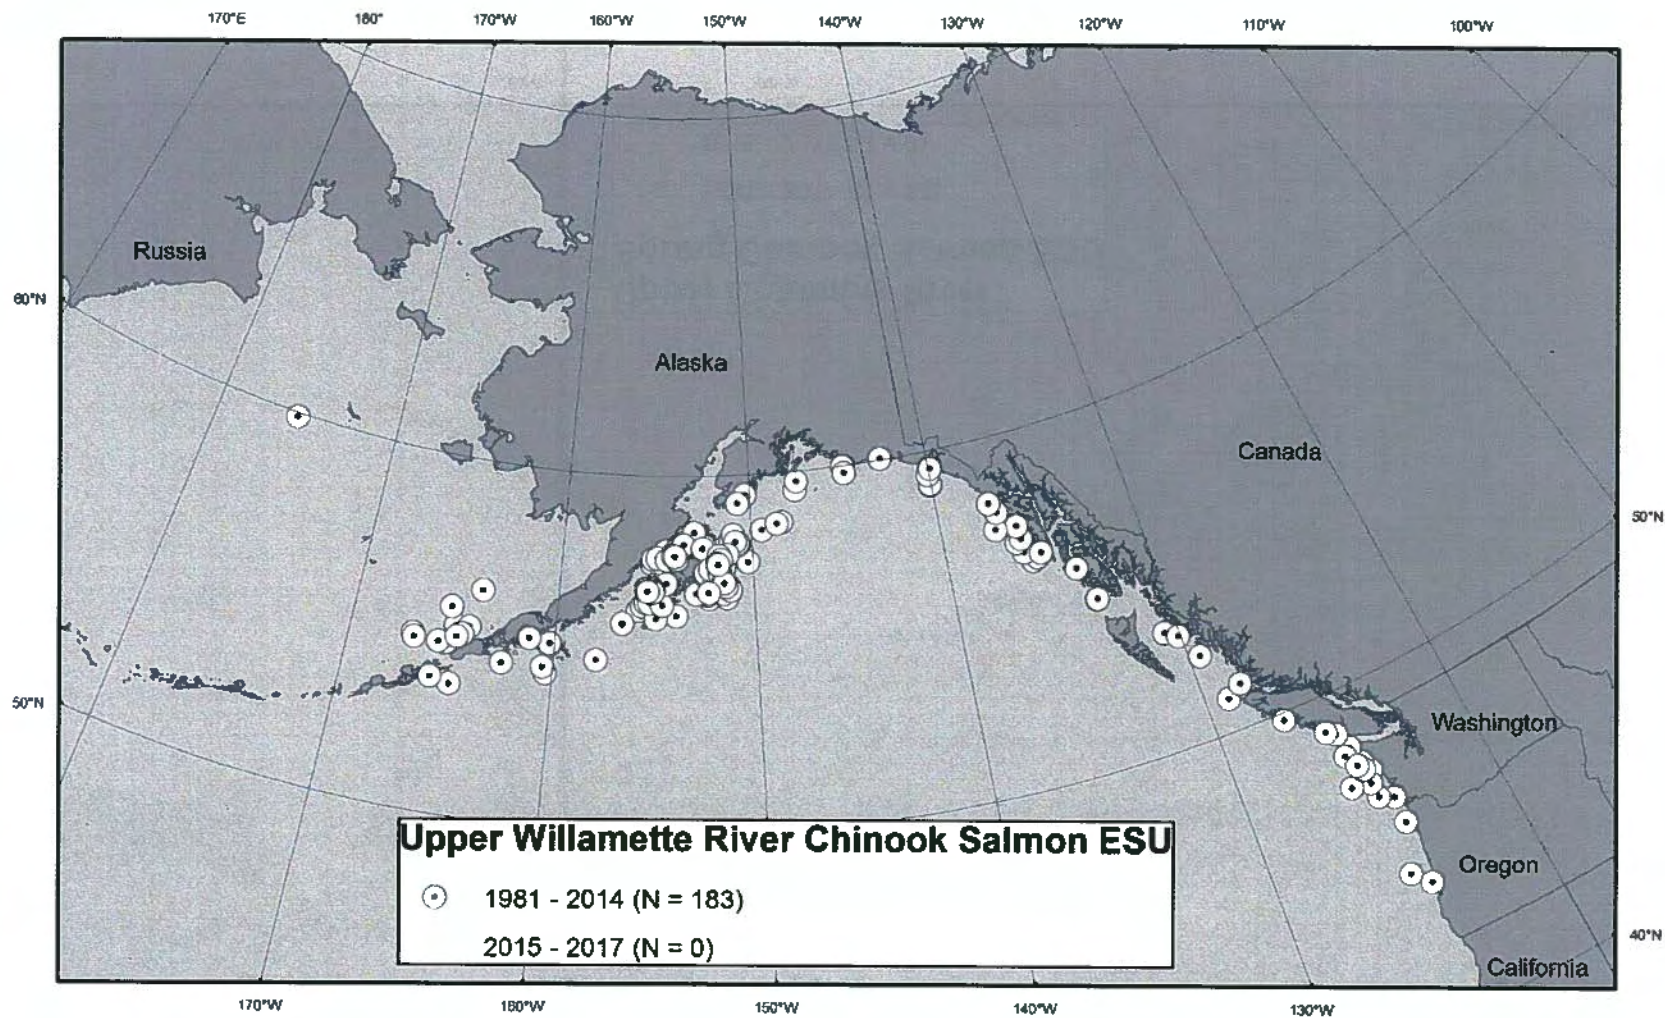 170°E 180° 170°W 160°W 150°W 140°W 130°W 120°W 110°W 100°W
Russia
60°N
Alaska
Canada
50°N
50°N
Washington
Oregon
40°N
California
Upper Willamette River Chinook Salmon ESU
1981 - 2014 (N = 183)
2015 - 2017 (N = 0)
170°W 160°W 150°W 140°W 130°W